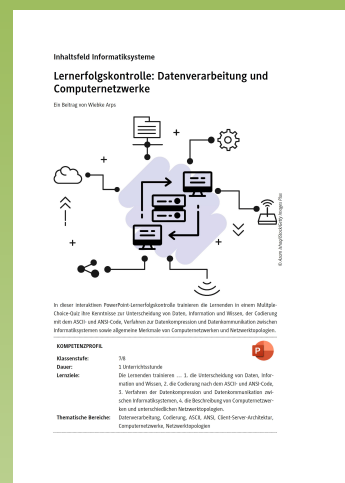 Inhaltsfeld Informatiksysteme
Lernerfolgskontrolle: Datenverarbeitung und
Computernetzwerke
Ein Beitrag von Wiebke Arps
In dieser interaktiven PowerPoint-Lernerfolgskontrolle trainieren die Lernenden in einem Multiple-
Choice-Quiz ihre Kenntnisse zur Unterscheidung von Daten, Information und Wissen, der Codierung
mit dem ASCII- und ANSI-Code, Verfahren zur Datenkompression und Datenkommunikation zwischen
Informatiksystemen sowie allgemeine Merkmale von Computernetzwerken und Netzwerktopologien.
KOMPETENZPROFIL
Klassenstufe: 7/8
Dauer: 1 Unterrichtsstunde
Lernziele: Die Lernenden trainieren … 1. die Unterscheidung von Daten, Infor-
mation und Wissen, 2. die Codierung nach dem ASCII- und ANSI-Code,
3. Verfahren der Datenkompression und Datenkommunikation zwi-
schen Informatiksystemen, 4. die Beschreibung von Computernetzwer-
ken und unterschiedlichen Netzwerktopologien.
Thematische Bereiche: Datenverarbeitung, Codierung, ASCII, ANSI, Client-Server-Architektur,
Computernetzwerke, Netzwerktopologien
P